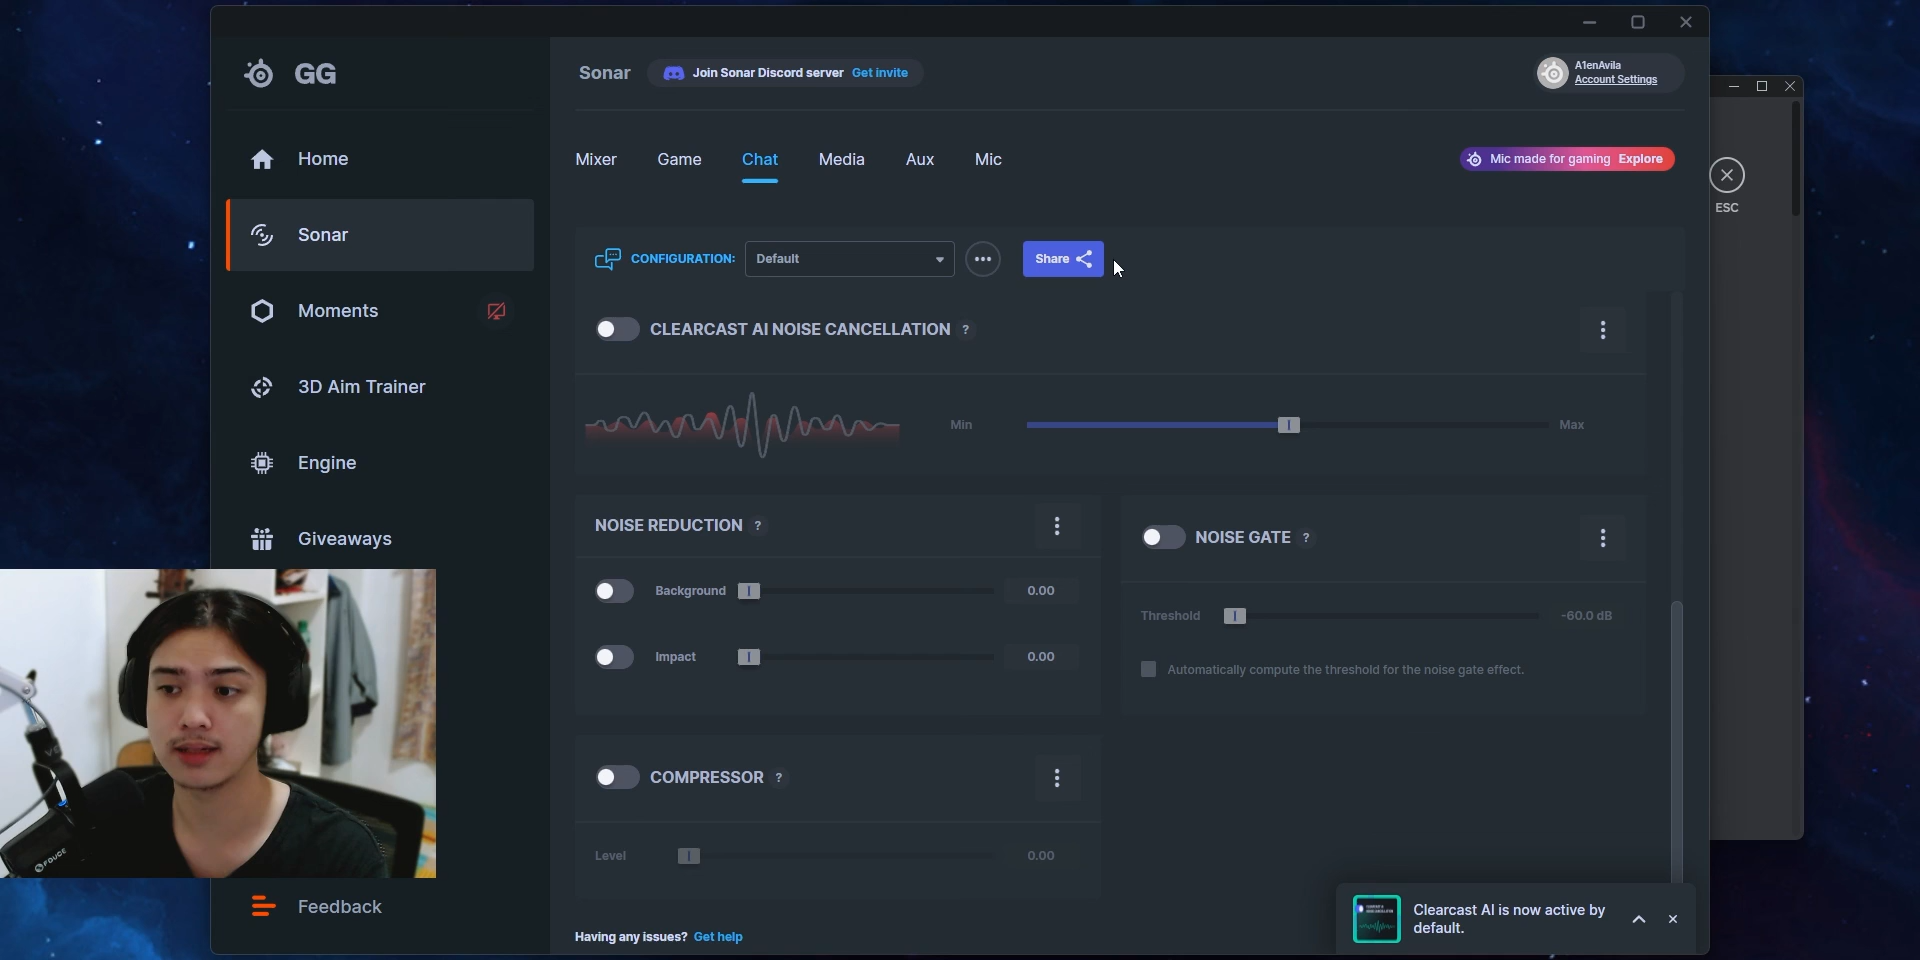 GG
Sonar
Join Sonar Discord server Get invite
A1enAvila
Account Settings
Home
Sonar
Moments
3D Aim Trainer
Engine
Giveaways
Feedback
Mixer
Game
Chat
Media
Aux
Mic
Mic made for gaming Explore
ESC
CONFIGURATION:
Default
Share
CLEARCAST AI NOISE CANCELLATION ?
Min
Max
NOISE REDUCTION ?
Background
0.00
Impact
0.00
NOISE GATE ?
Threshold
-60.0 dB
Automatically compute the threshold for the noise gate effect.
COMPRESSOR ?
Level
0.00
Having any issues? Get help
Clearcast AI is now active by
default.